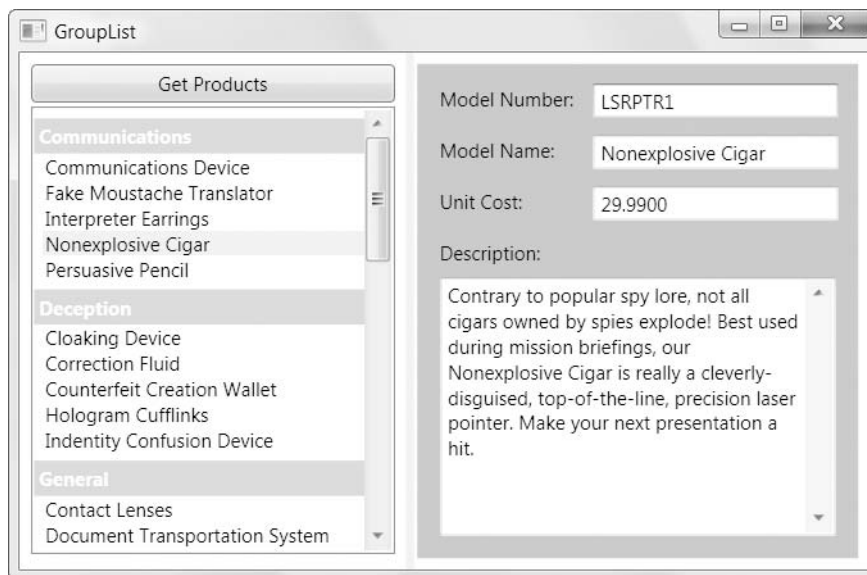 GroupList
Get Products
Communications
Communications Device
Fake Moustache Translator
Interpreter Earrings
Nonexplosive Cigar
Persuasive Pencil
Deception
Cloaking Device
Correction Fluid
Counterfeit Creation Wallet
Hologram Cufflinks
Indentity Confusion Device
General
Contact Lenses
Document Transportation System
Model Number: LSRPTR1
Model Name: Nonexplosive Cigar
Unit Cost: 29.9900
Description:
Contrary to popular spy lore, not all
cigars owned by spies explode! Best used
during mission briefings, our
Nonexplosive Cigar is really a cleverly-
disguised, top-of-the-line, precision laser
pointer. Make your next presentation a
hit.